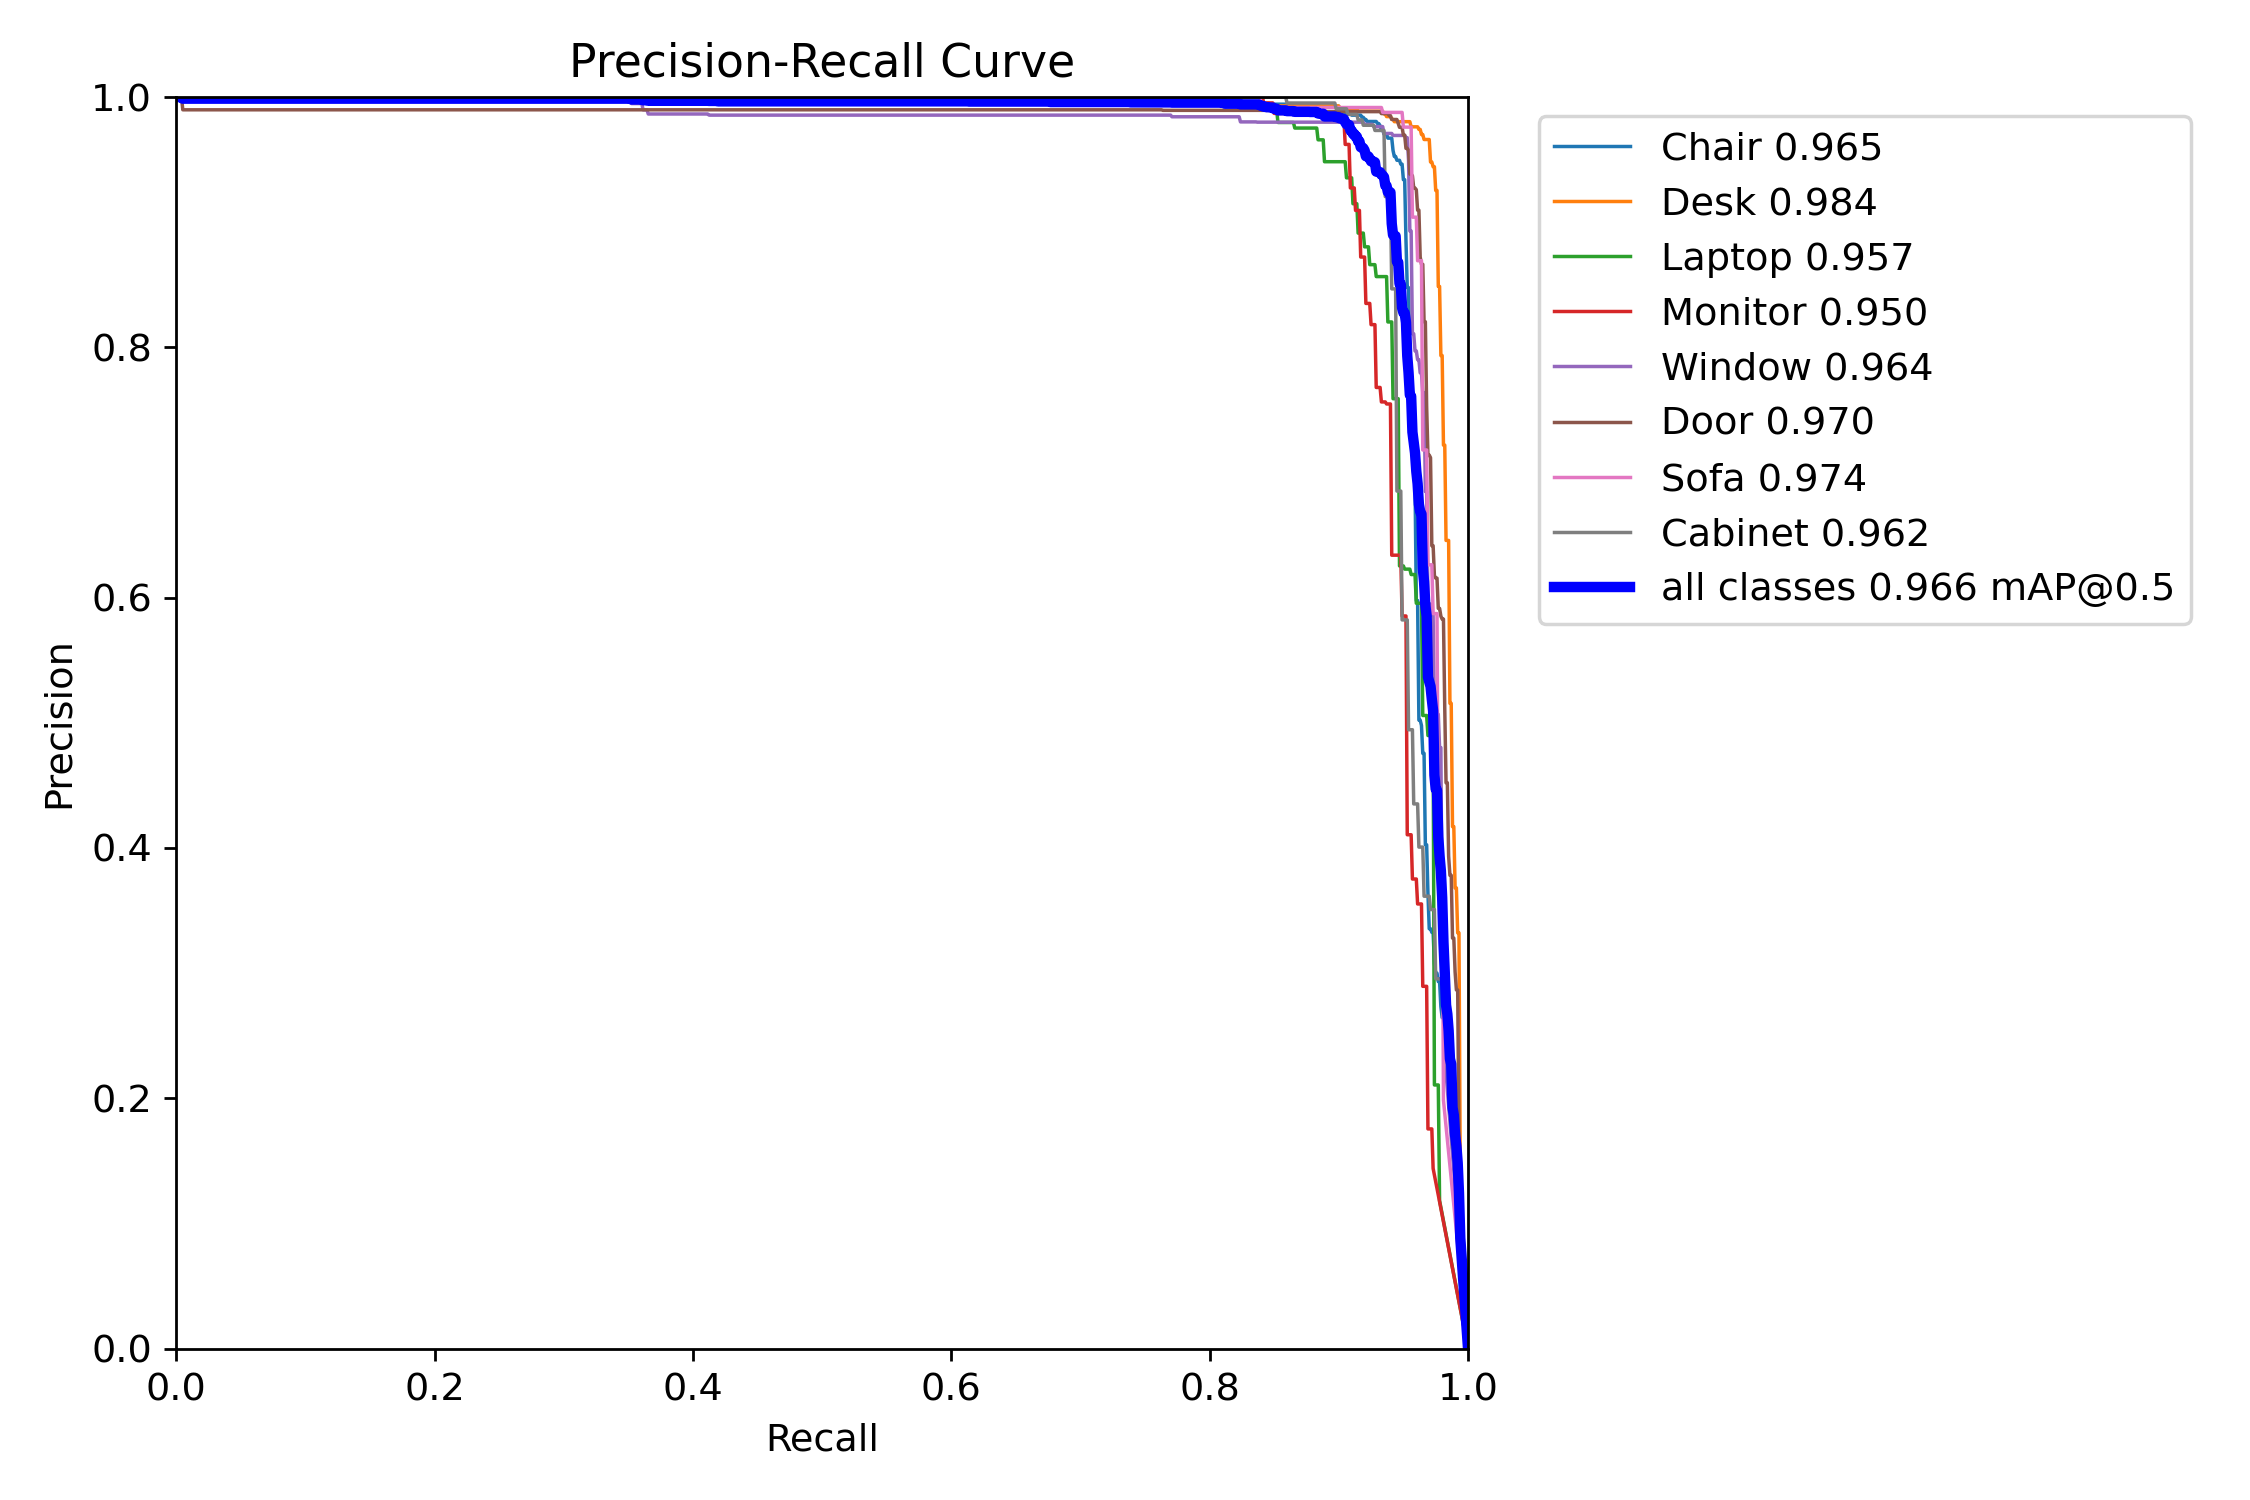 Precision-Recall Curve
1.0
0.8
0.6
0.4
0.2
0.0
Precision
0.0 0.2 0.4 0.6 0.8 1.0
Recall
Chair 0.965
Desk 0.984
Laptop 0.957
Monitor 0.950
Window 0.964
Door 0.970
Sofa 0.974
Cabinet 0.962
all classes 0.966 mAP@0.5